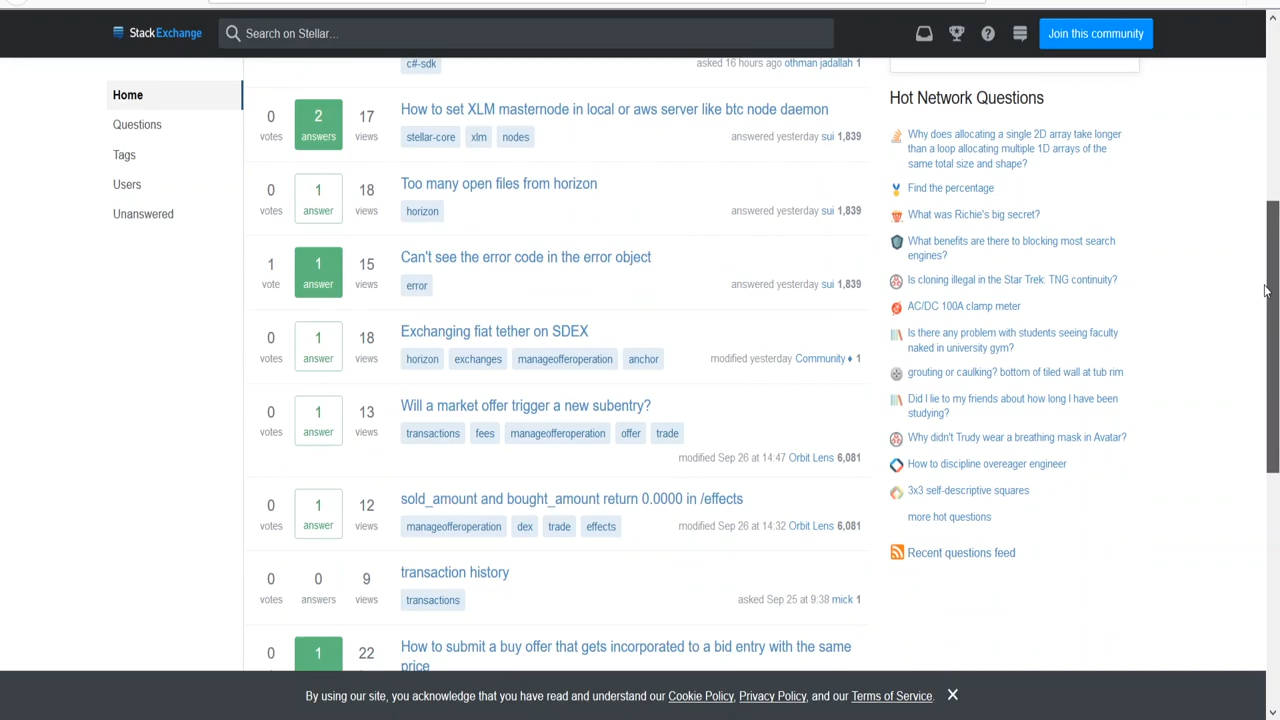 StackExchange
Search on Stellar...
Join this community
Home
Questions
Tags
Users
Unanswered
c#-sdk
asked 16 hours ago othman jadallah 1
0 votes
2 answers
17 views
How to set XLM masternode in local or aws server like btc node daemon
stellar-core xlm nodes
answered yesterday sui 1,839
0 votes
1 answer
18 views
Too many open files from horizon
horizon
answered yesterday sui 1,839
1 vote
1 answer
15 views
Can't see the error code in the error object
error
answered yesterday sui 1,839
0 votes
1 answer
18 views
Exchanging fiat tether on SDEX
horizon exchanges manageofferoperation anchor
modified yesterday Community ♦ 1
0 votes
1 answer
13 views
Will a market offer trigger a new subentry?
transactions fees manageofferoperation offer trade
modified Sep 26 at 14:47 Orbit Lens 6,081
0 votes
1 answer
12 views
sold_amount and bought_amount return 0.0000 in /effects
manageofferoperation dex trade effects
modified Sep 26 at 14:32 Orbit Lens 6,081
0 votes
0 answers
9 views
transaction history
transactions
asked Sep 25 at 9:38 mick 1
0
1
22
How to submit a buy offer that gets incorporated to a bid entry with the same
price
Hot Network Questions
Why does allocating a single 2D array take longer
than a loop allocating multiple 1D arrays of the
same total size and shape?
Find the percentage
What was Richie's big secret?
What benefits are there to blocking most search
engines?
Is cloning illegal in the Star Trek: TNG continuity?
AC/DC 100A clamp meter
Is there any problem with students seeing faculty
naked in university gym?
grouting or caulking? bottom of tiled wall at tub rim
Did I lie to my friends about how long I have been
studying?
Why didn't Trudy wear a breathing mask in Avatar?
How to discipline overeager engineer
3x3 self-descriptive squares
more hot questions
Recent questions feed
By using our site, you acknowledge that you have read and understand our Cookie Policy, Privacy Policy, and our Terms of Service.